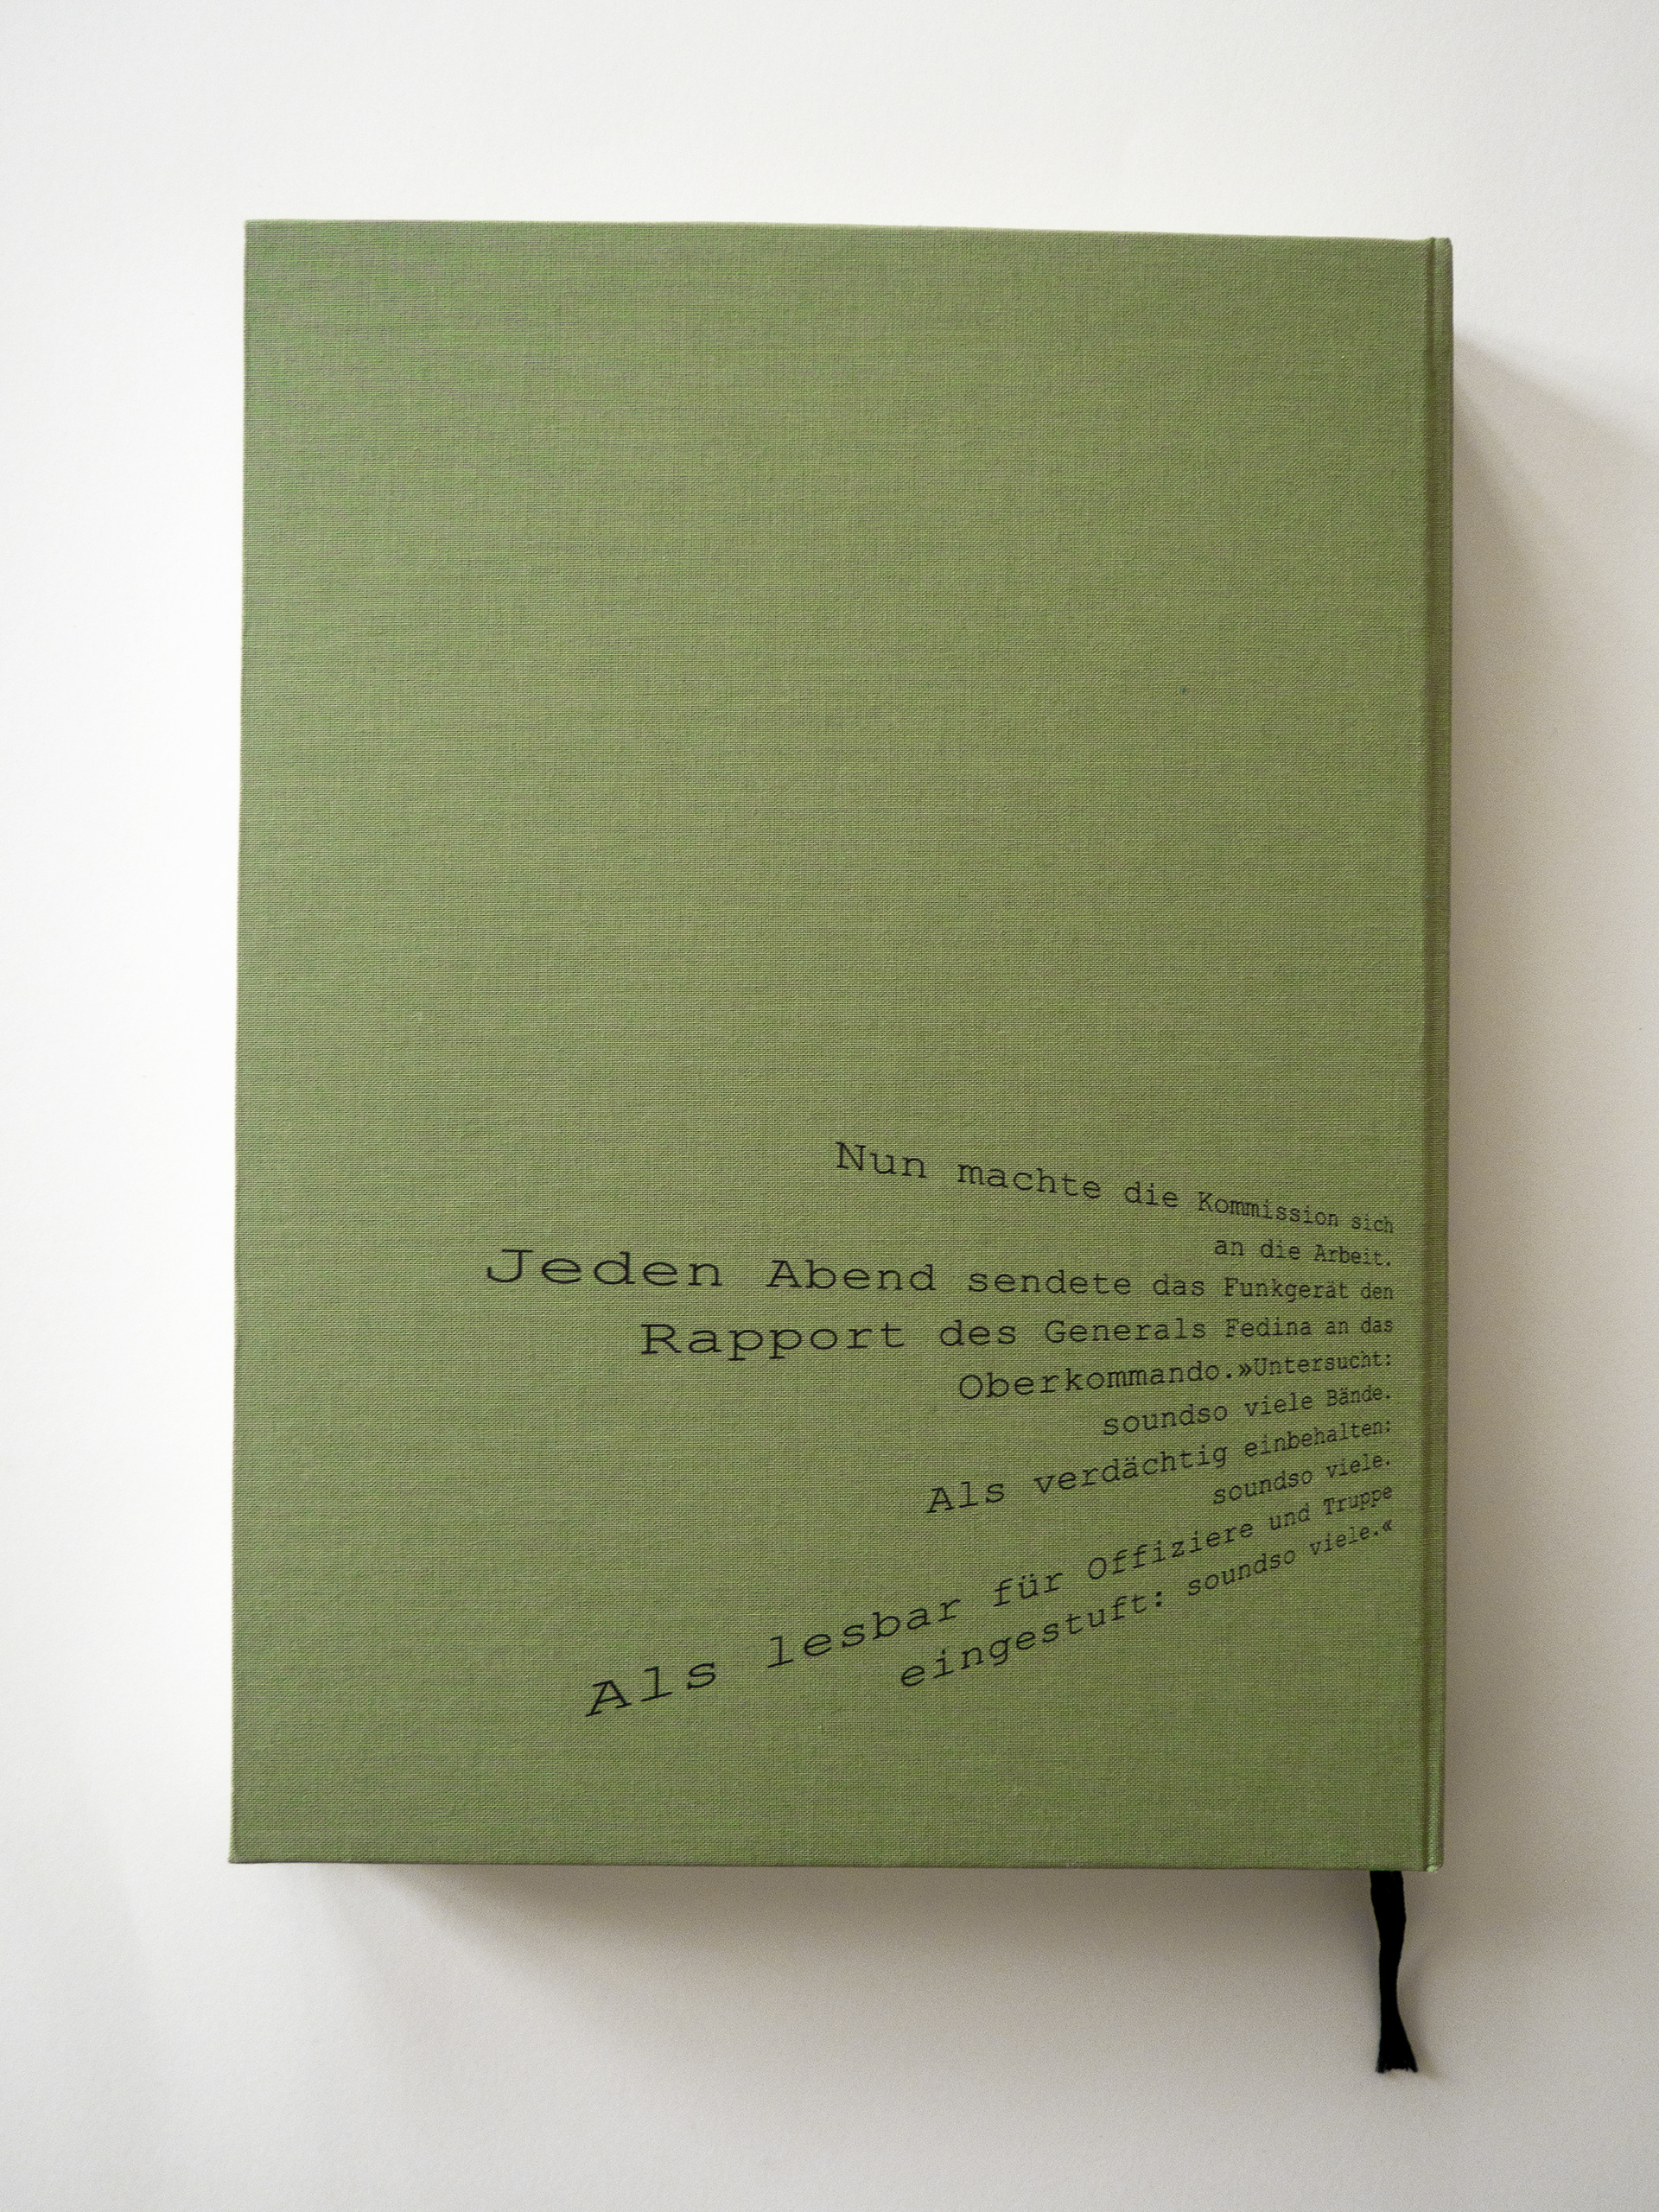 Nun machte die Kommission sich
an die Arbeit.
Jeden Abend sendete das Funkgerät den
Rapport des Generals Fedina an das
Oberkommando.»Untersucht:
soundso viele Bände.
Als verdächtig einbehalten:
soundso viele.
Als lesbar für Offiziere und Truppe
eingestuft: soundso viele.«